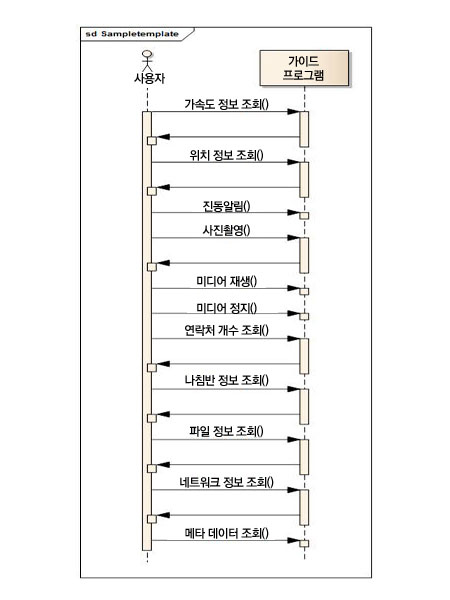 sd Sampletemplate
사용자
가이드
프로그램
가속도 정보 조회()
위치 정보 조회()
진동알림()
사진촬영()
미디어 재생()
미디어 정지()
연락처 개수 조회()
나침반 정보 조회()
파일 정보 조회()
네트워크 정보 조회()
메타 데이터 조회()